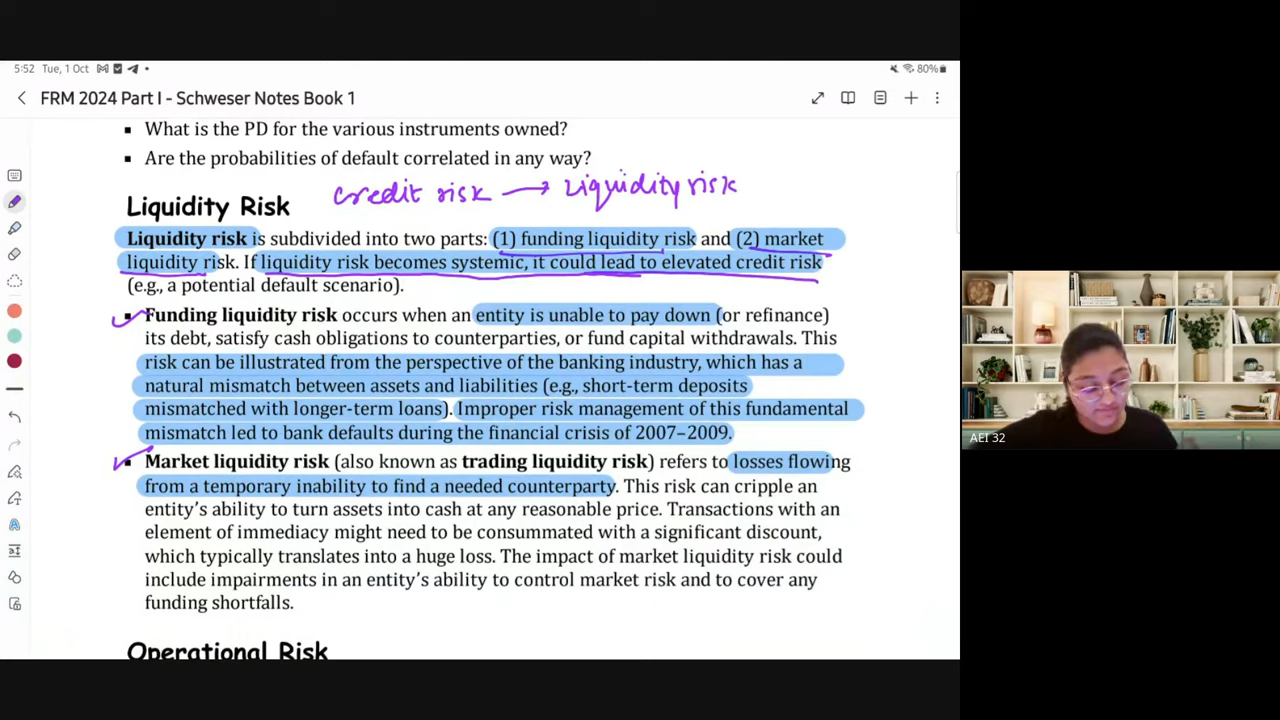 5:52 Tue, 1 Oct
80%
FRM 2024 Part I - Schweser Notes Book 1
▪ What is the PD for the various instruments owned?
▪ Are the probabilities of default correlated in any way?
credit risk → Liquidity risk
Liquidity Risk
Liquidity risk is subdivided into two parts: (1) funding liquidity risk and (2) market
liquidity risk. If liquidity risk becomes systemic, it could lead to elevated credit risk
(e.g., a potential default scenario).
▪ Funding liquidity risk occurs when an entity is unable to pay down (or refinance)
its debt, satisfy cash obligations to counterparties, or fund capital withdrawals. This
risk can be illustrated from the perspective of the banking industry, which has a
natural mismatch between assets and liabilities (e.g., short-term deposits
mismatched with longer-term loans). Improper risk management of this fundamental
mismatch led to bank defaults during the financial crisis of 2007–2009.
▪ Market liquidity risk (also known as trading liquidity risk) refers to losses flowing
from a temporary inability to find a needed counterparty. This risk can cripple an
entity's ability to turn assets into cash at any reasonable price. Transactions with an
element of immediacy might need to be consummated with a significant discount,
which typically translates into a huge loss. The impact of market liquidity risk could
include impairments in an entity's ability to control market risk and to cover any
funding shortfalls.
Operational Risk
AEI 32